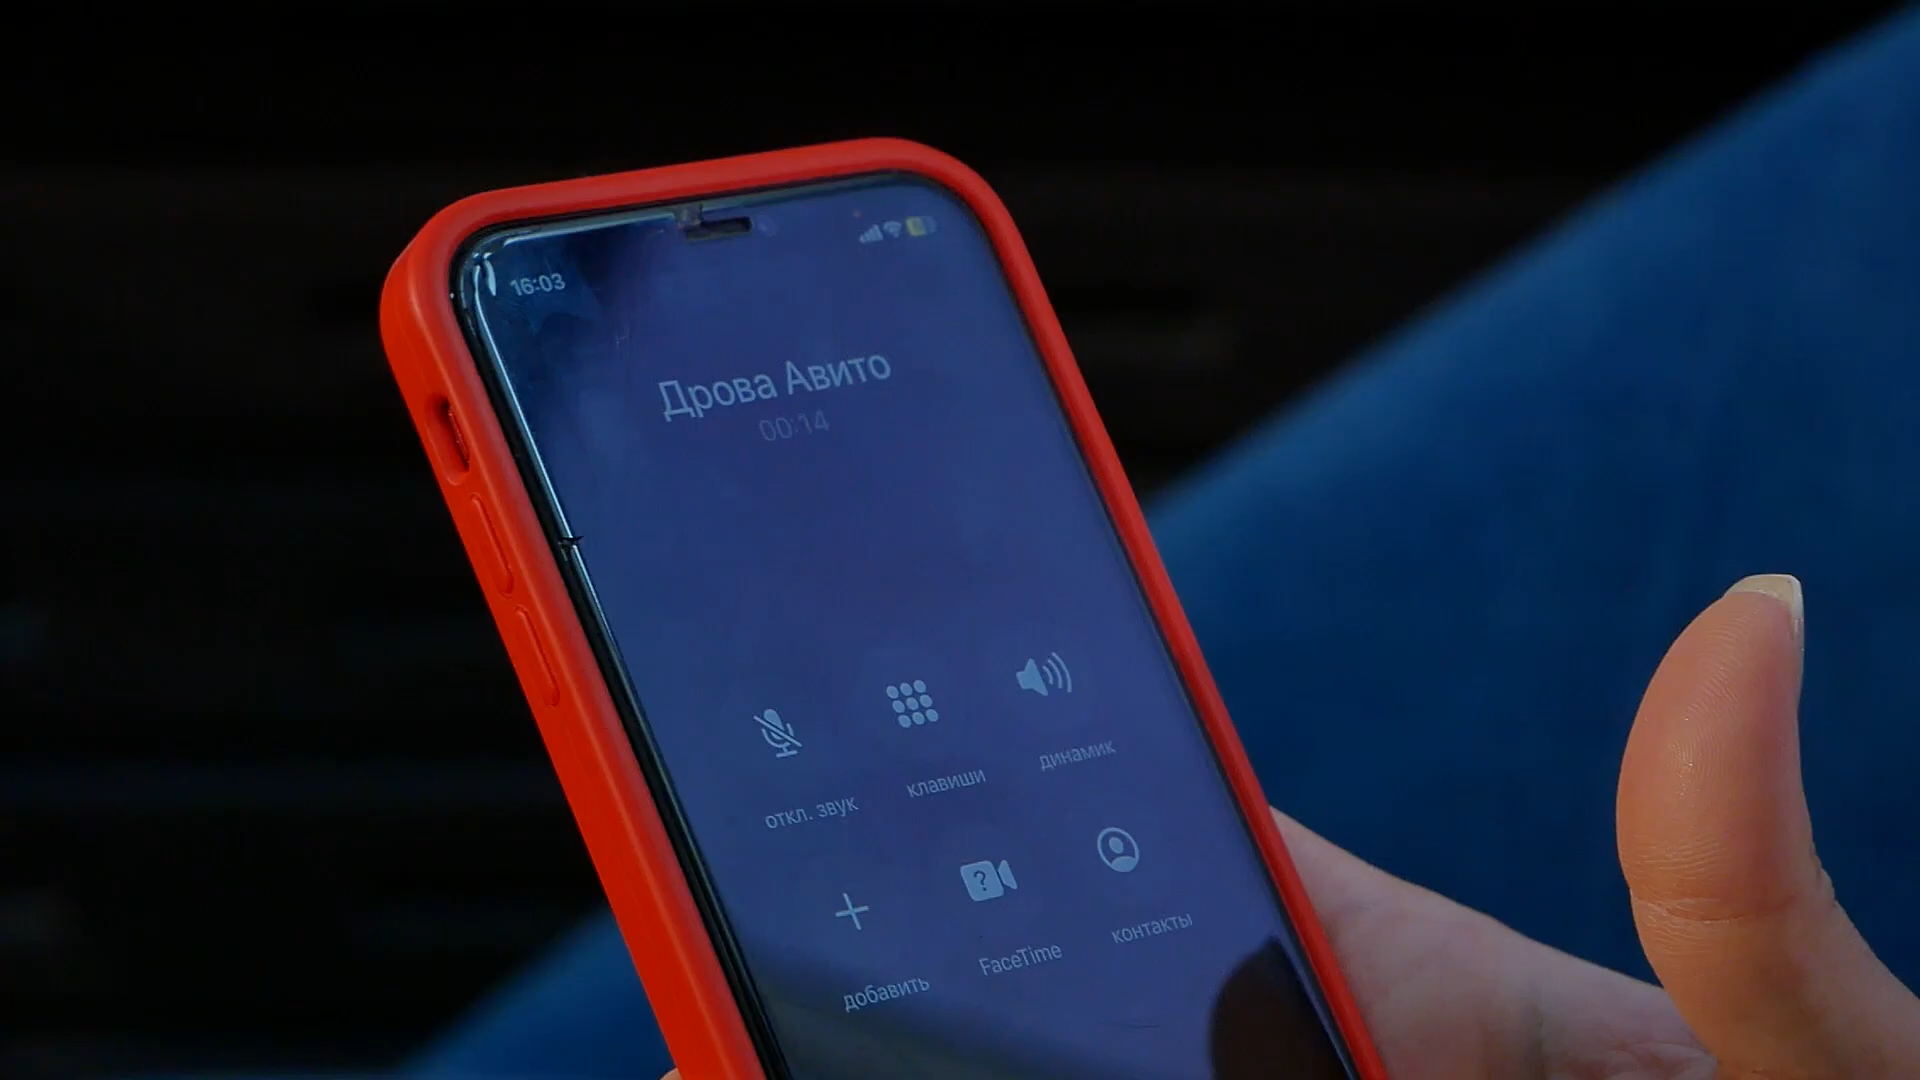 16:03
Дрова Авито
00:14
откл. звук
клавиши
динамик
добавить
FaceTime
контакты